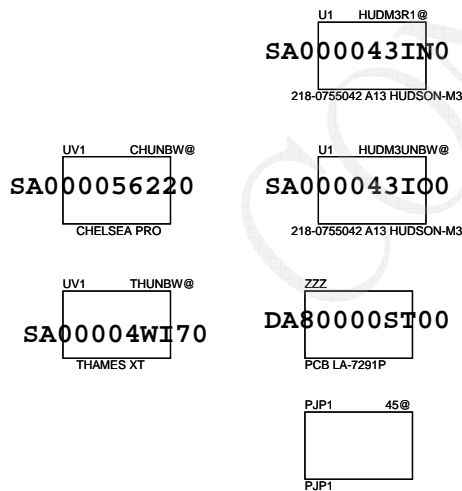 U1 HUDM3R1@
SA000043IN0
218-0755042 A13 HUDSON-M3
UV1 CHUNBW@
SA000056220
CHELSEA PRO
U1 HUDM3UNBW@
SA000043IO0
218-0755042 A13 HUDSON-M3
UV1 THUNBW@
SA00004WI70
THAMES XT
ZZZ
DA80000ST00
PCB LA-7291P
PJP1 45@
PJP1